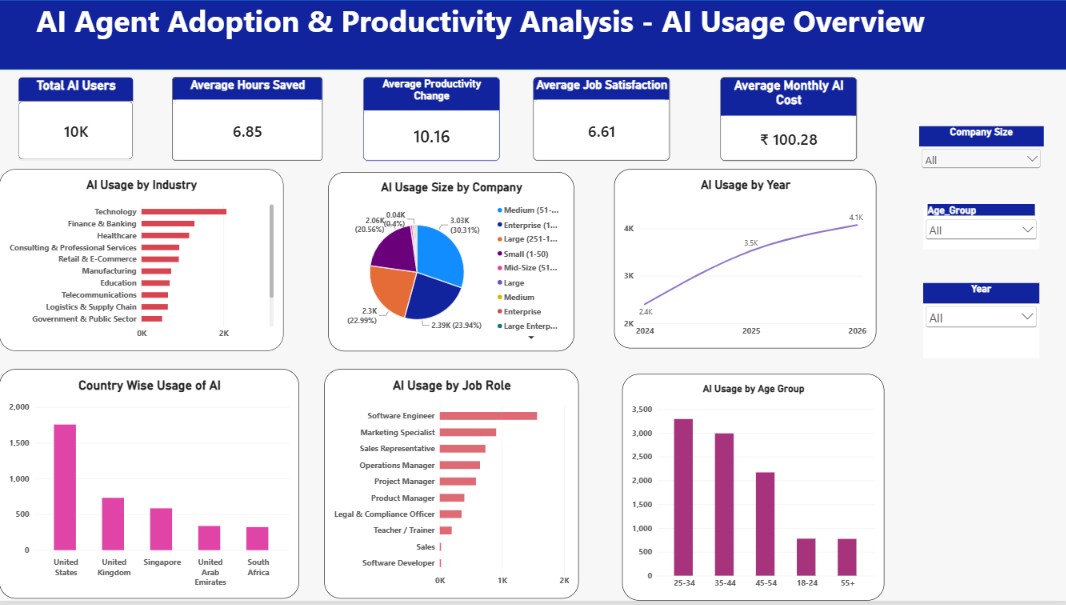 AI Agent Adoption & Productivity Analysis - AI Usage Overview
Total AI Users
10K
Average Hours Saved
6.85
Average Productivity
Change
10.16
Average Job Satisfaction
6.61
Average Monthly AI
Cost
₹ 100.28
Company Size
All
Age_Group
All
Year
All
AI Usage by Industry
Technology
Finance & Banking
Healthcare
Consulting & Professional Services
Retail & E-Commerce
Manufacturing
Education
Telecommunications
Logistics & Supply Chain
Government & Public Sector
0K 2K
AI Usage Size by Company
0.04K
(0.4%)
2.06K
(20.56%)
3.03K
(30.31%)
2.3K
(22.99%)
2.39K (23.94%)
Medium (51-...
Enterprise (1...
Large (251-1...
Small (1-50)
Mid-Size (51...
Large
Medium
Enterprise
Large Enterp...
AI Usage by Year
4K
3K
2K
2.4K
3.5K
4.1K
2024 2025 2026
Country Wise Usage of AI
2,000
1,500
1,000
500
0
United
States
United
Kingdom
Singapore
United
Arab
Emirates
South
Africa
AI Usage by Job Role
Software Engineer
Marketing Specialist
Sales Representative
Operations Manager
Project Manager
Product Manager
Legal & Compliance Officer
Teacher / Trainer
Sales
Software Developer
0K 1K 2K
AI Usage by Age Group
3,500
3,000
2,500
2,000
1,500
1,000
500
0
25-34 35-44 45-54 18-24 55+